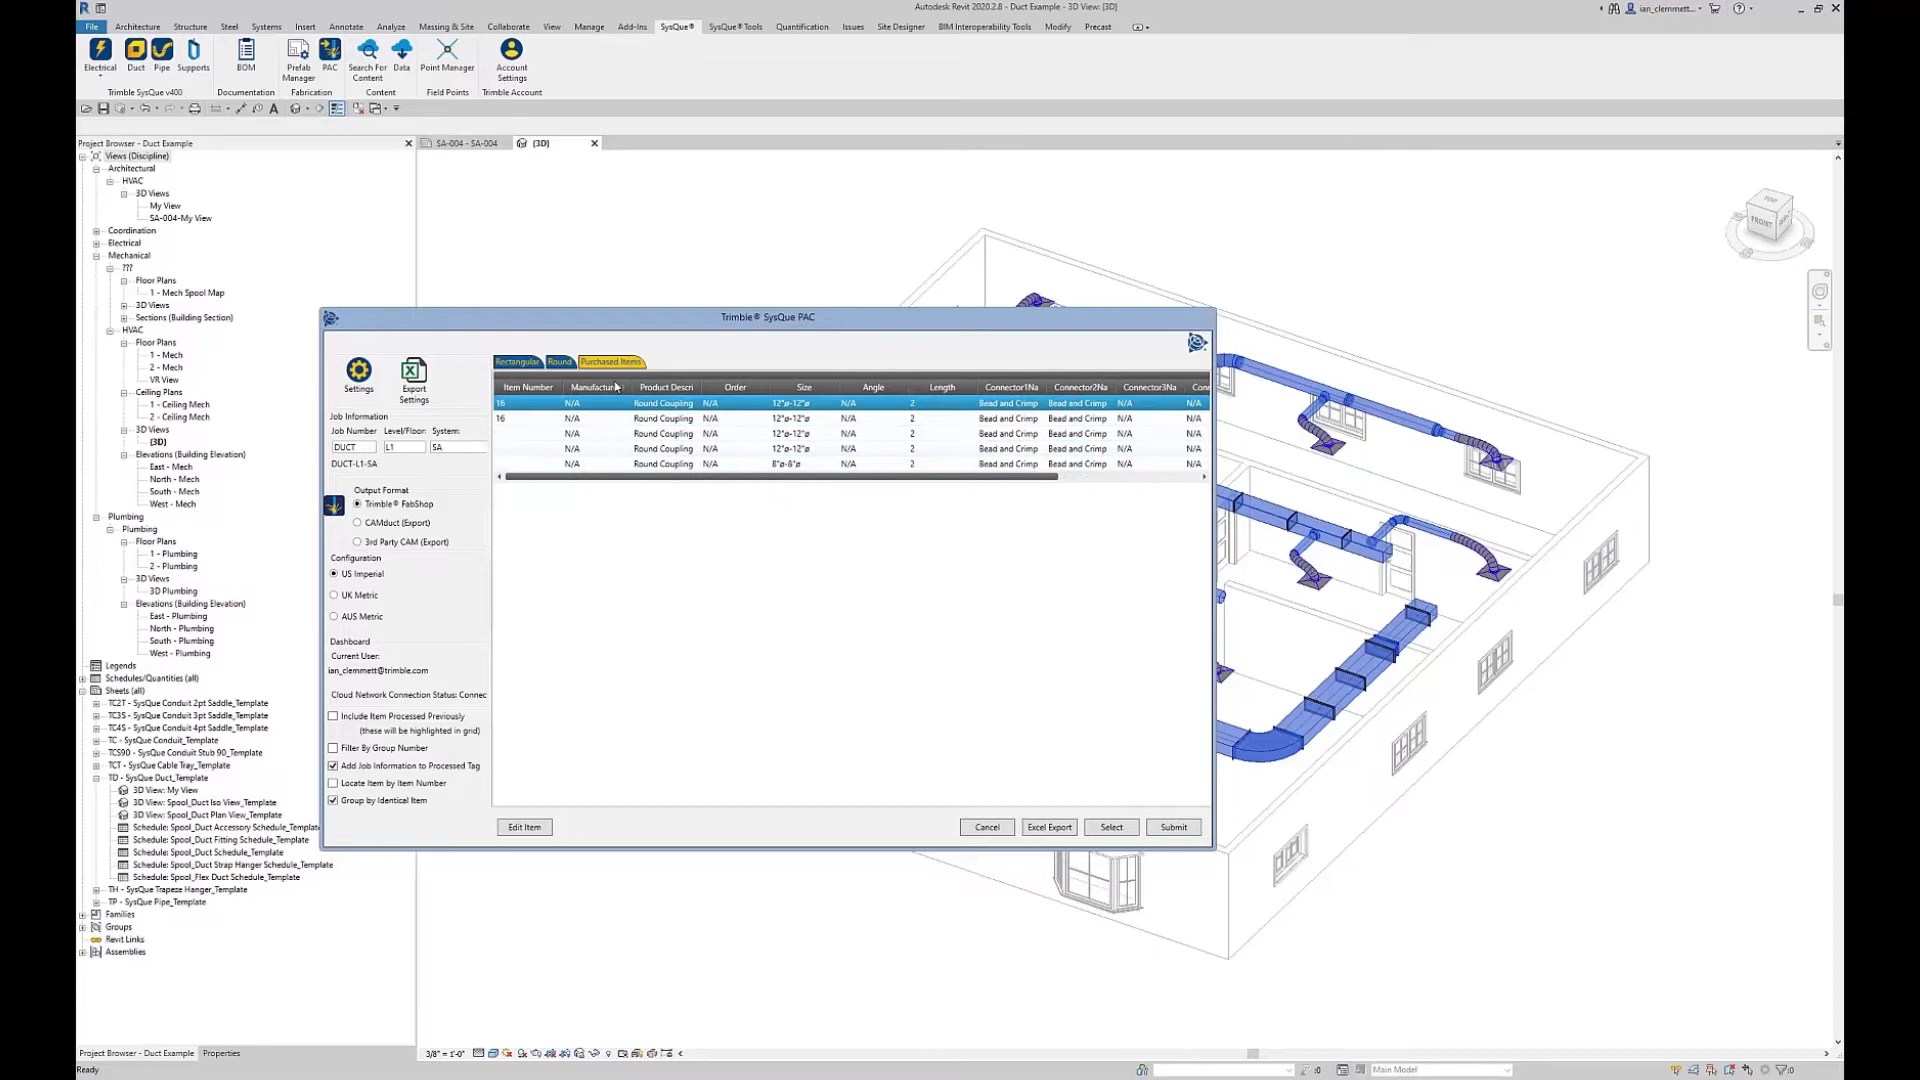 Autodesk Revit 2020.2.8 - Duct Example - 3D View: {3D}
ian_clemmett...
File Architecture Structure Steel Systems Insert Annotate Analyze Massing & Site Collaborate View Manage Add-Ins SysQue® SysQue® Tools Quantification Issues Site Designer BIM Interoperability Tools Modify Precast
Electrical Duct Pipe Supports BOM Prefab Manager PAC Search For Content Data Point Manager Account Settings
Trimble SysQue v400 Documentation Fabrication Content Field Points Trimble Account
Project Browser - Duct Example
SA-004 - SA-004 {3D}
Views (Discipline)
Architectural
HVAC
3D Views
My View
SA-004-My View
Coordination
Electrical
Mechanical
???
Floor Plans
1 - Mech Spool Map
3D Views
Sections (Building Section)
HVAC
Floor Plans
1 - Mech
2 - Mech
VR View
Ceiling Plans
1 - Ceiling Mech
2 - Ceiling Mech
3D Views
{3D}
Elevations (Building Elevation)
East - Mech
North - Mech
South - Mech
West - Mech
Plumbing
Plumbing
Floor Plans
1 - Plumbing
2 - Plumbing
3D Views
3D Plumbing
Elevations (Building Elevation)
East - Plumbing
North - Plumbing
South - Plumbing
West - Plumbing
Legends
Schedules/Quantities (all)
Sheets (all)
TC2T - SysQue Conduit 2pt Saddle_Template
TC3S - SysQue Conduit 3pt Saddle_Template
TC4S - SysQue Conduit 4pt Saddle_Template
TC - SysQue Conduit_Template
TCS90 - SysQue Conduit Stub 90_Template
TCT - SysQue Cable Tray_Template
TD - SysQue Duct_Template
3D View: My View
3D View: Spool_Duct Iso View_Template
3D View: Spool_Duct Plan View_Template
Schedule: Spool_Duct Accessory Schedule_Template
Schedule: Spool_Duct Fitting Schedule_Template
Schedule: Spool_Duct Schedule_Template
Schedule: Spool_Duct Strap Hanger Schedule_Template
Schedule: Spool_Flex Duct Schedule_Template
TH - SysQue Trapeze Hanger_Template
TP - SysQue Pipe_Template
Families
Groups
Revit Links
Assemblies
Trimble® SysQue PAC
Settings
Export Settings
Job Information
Job Number Level/Floor: System:
DUCT L1 SA
DUCT-L1-SA
Output Format
Trimble® FabShop
CAMduct (Export)
3rd Party CAM (Export)
Configuration
US Imperial
UK Metric
AUS Metric
Dashboard
Current User:
ian_clemmett@trimble.com
Cloud Network Connection Status: Connec
Include Item Processed Previously
(these will be highlighted in grid)
Filter By Group Number
Add Job Information to Processed Tag
Locate Item by Item Number
Group by Identical Item
Rectangular Round Purchased Items
Item Number Manufactur Product Descri Order Size Angle Length Connector1Na Connector2Na Connector3Na Conn
16 N/A Round Coupling N/A 12"ø-12"ø N/A 2 Bead and Crimp Bead and Crimp N/A N/A
16 N/A Round Coupling N/A 12"ø-12"ø N/A 2 Bead and Crimp Bead and Crimp N/A N/A
N/A Round Coupling N/A 12"ø-12"ø N/A 2 Bead and Crimp Bead and Crimp N/A N/A
N/A Round Coupling N/A 12"ø-12"ø N/A 2 Bead and Crimp Bead and Crimp N/A N/A
N/A Round Coupling N/A 8"ø-8"ø N/A 2 Bead and Crimp Bead and Crimp N/A N/A
Edit Item Cancel Excel Export Select Submit
TOP
FRONT
Project Browser - Duct Example Properties
3/8" = 1'-0"
Ready
:0 Main Model :0